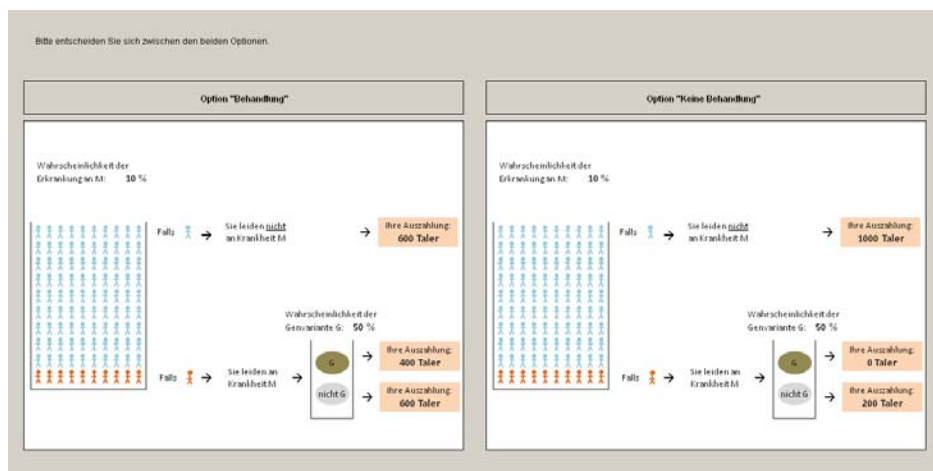 Bitte entscheiden Sie sich zwischen den beiden Optionen.
Option "Behandlung"
Wahrscheinlichkeit der
Erkrankung an M: 10 %
Falls
Sie leiden nicht
an Krankheit M
Ihre Auszahlung:
600 Taler
Wahrscheinlichkeit der
Genvariante G: 50 %
Falls
Sie leiden an
Krankheit M
G
Ihre Auszahlung:
400 Taler
nicht G
Ihre Auszahlung:
600 Taler
Option "Keine Behandlung"
Wahrscheinlichkeit der
Erkrankung an M: 10 %
Falls
Sie leiden nicht
an Krankheit M
Ihre Auszahlung:
1000 Taler
Wahrscheinlichkeit der
Genvariante G: 50 %
Falls
Sie leiden an
Krankheit M
G
Ihre Auszahlung:
0 Taler
nicht G
Ihre Auszahlung:
200 Taler